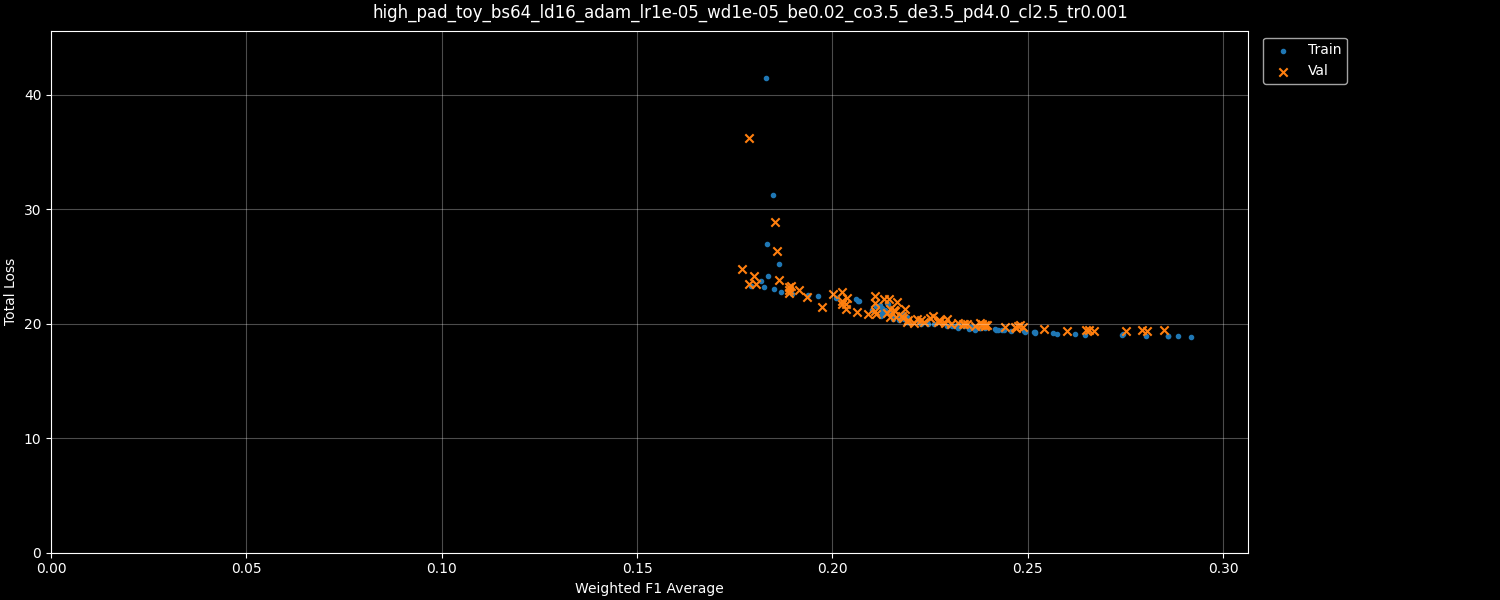 high_pad_toy_bs64_ld16_adam_lr1e-05_wd1e-05_be0.02_co3.5_de3.5_pd4.0_cl2.5_tr0.001
Train
Val
Total Loss
40
30
20
10
0
0.00 0.05 0.10 0.15 0.20 0.25 0.30
Weighted F1 Average